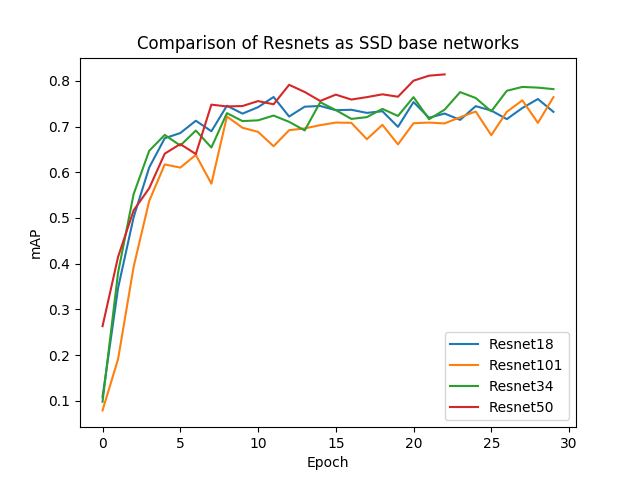 Comparison of Resnets as SSD base networks
mAP
0.8
0.7
0.6
0.5
0.4
0.3
0.2
0.1
0 5 10 15 20 25 30
Epoch
Resnet18
Resnet101
Resnet34
Resnet50